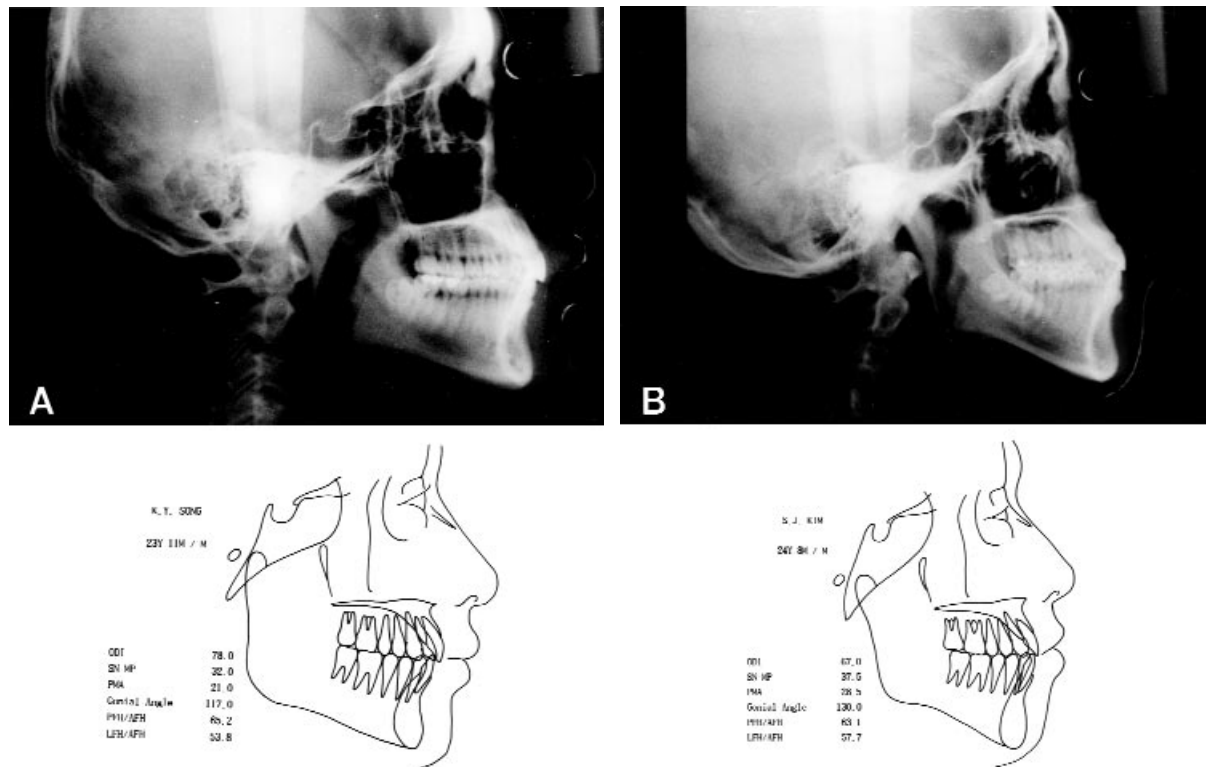 A
B
K.Y. SONG
23Y 11M / M
ODI 78.0
SN MP 32.0
PMA 21.0
Gonial Angle 117.0
PFH/AFH 65.2
LFH/AFH 53.8
S.J. KIM
24Y 8M / M
ODI 67.0
SN MP 37.5
PMA 28.5
Gonial Angle 130.0
PFH/AFH 63.1
LFH/AFH 57.7